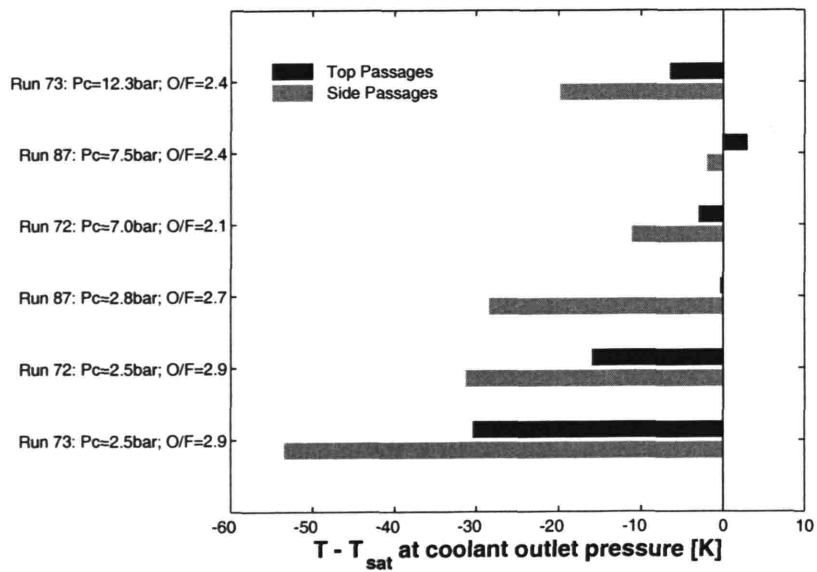 Top Passages
Side Passages
Run 73: Pc=12.3bar; O/F=2.4
Run 87: Pc=7.5bar; O/F=2.4
Run 72: Pc=7.0bar; O/F=2.1
Run 87: Pc=2.8bar; O/F=2.7
Run 72: Pc=2.5bar; O/F=2.9
Run 73: Pc=2.5bar; O/F=2.9
-60 -50 -40 -30 -20 -10 0 10
T - Tsat at coolant outlet pressure [K]